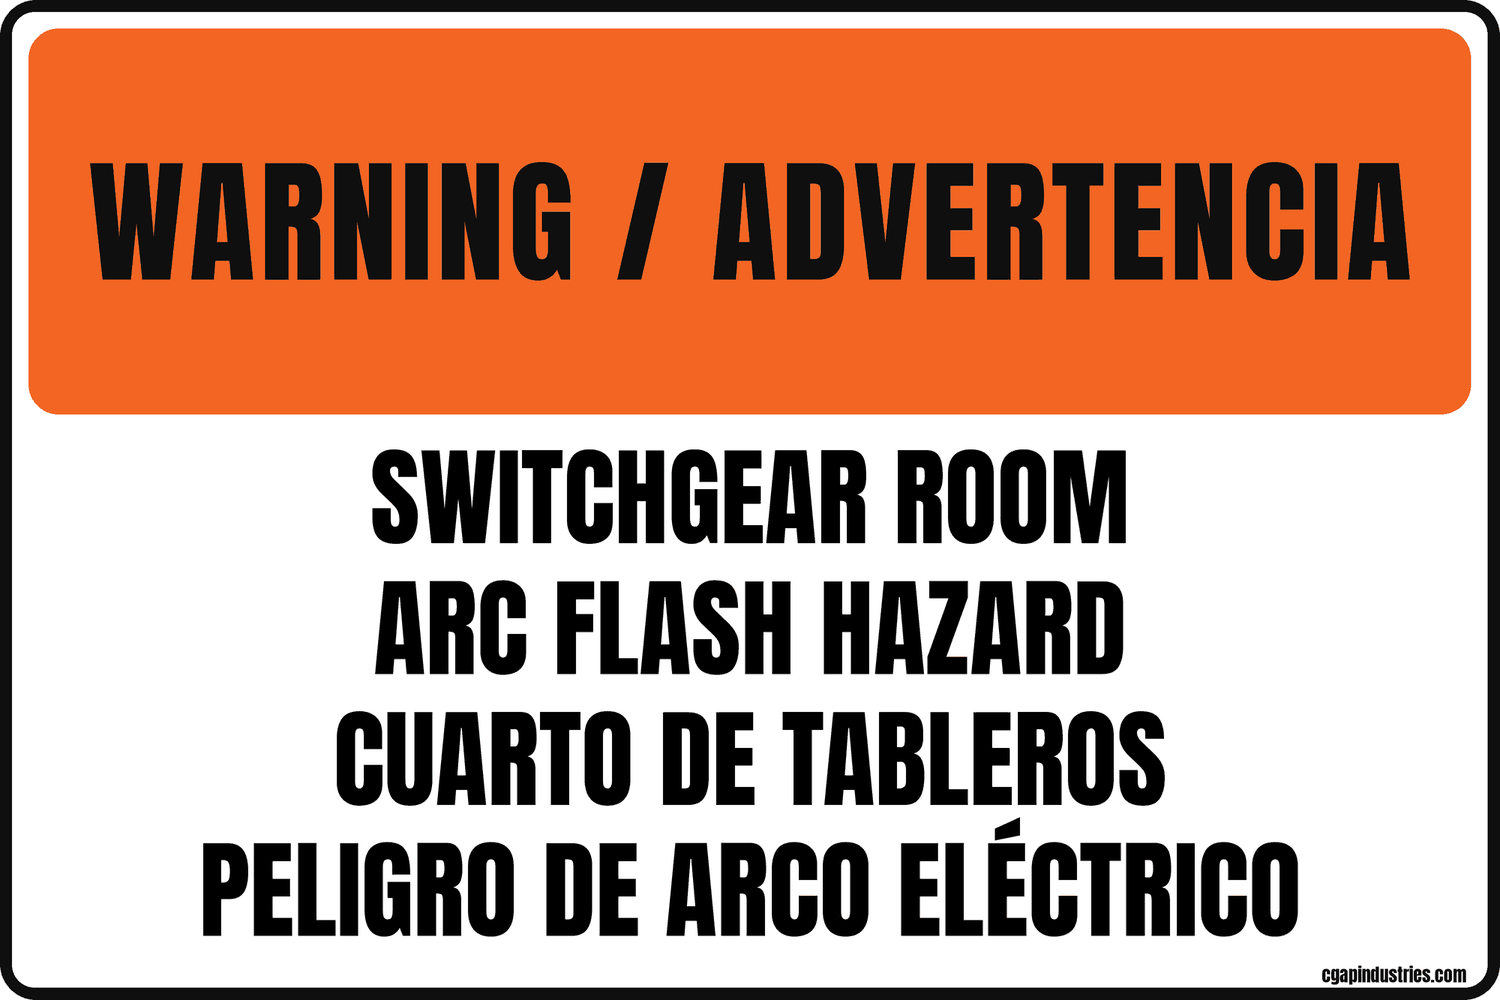 WARNING / ADVERTENCIA
SWITCHGEAR ROOM
ARC FLASH HAZARD
CUARTO DE TABLEROS
PELIGRO DE ARCO ELÉCTRICO
cgapindustries.com